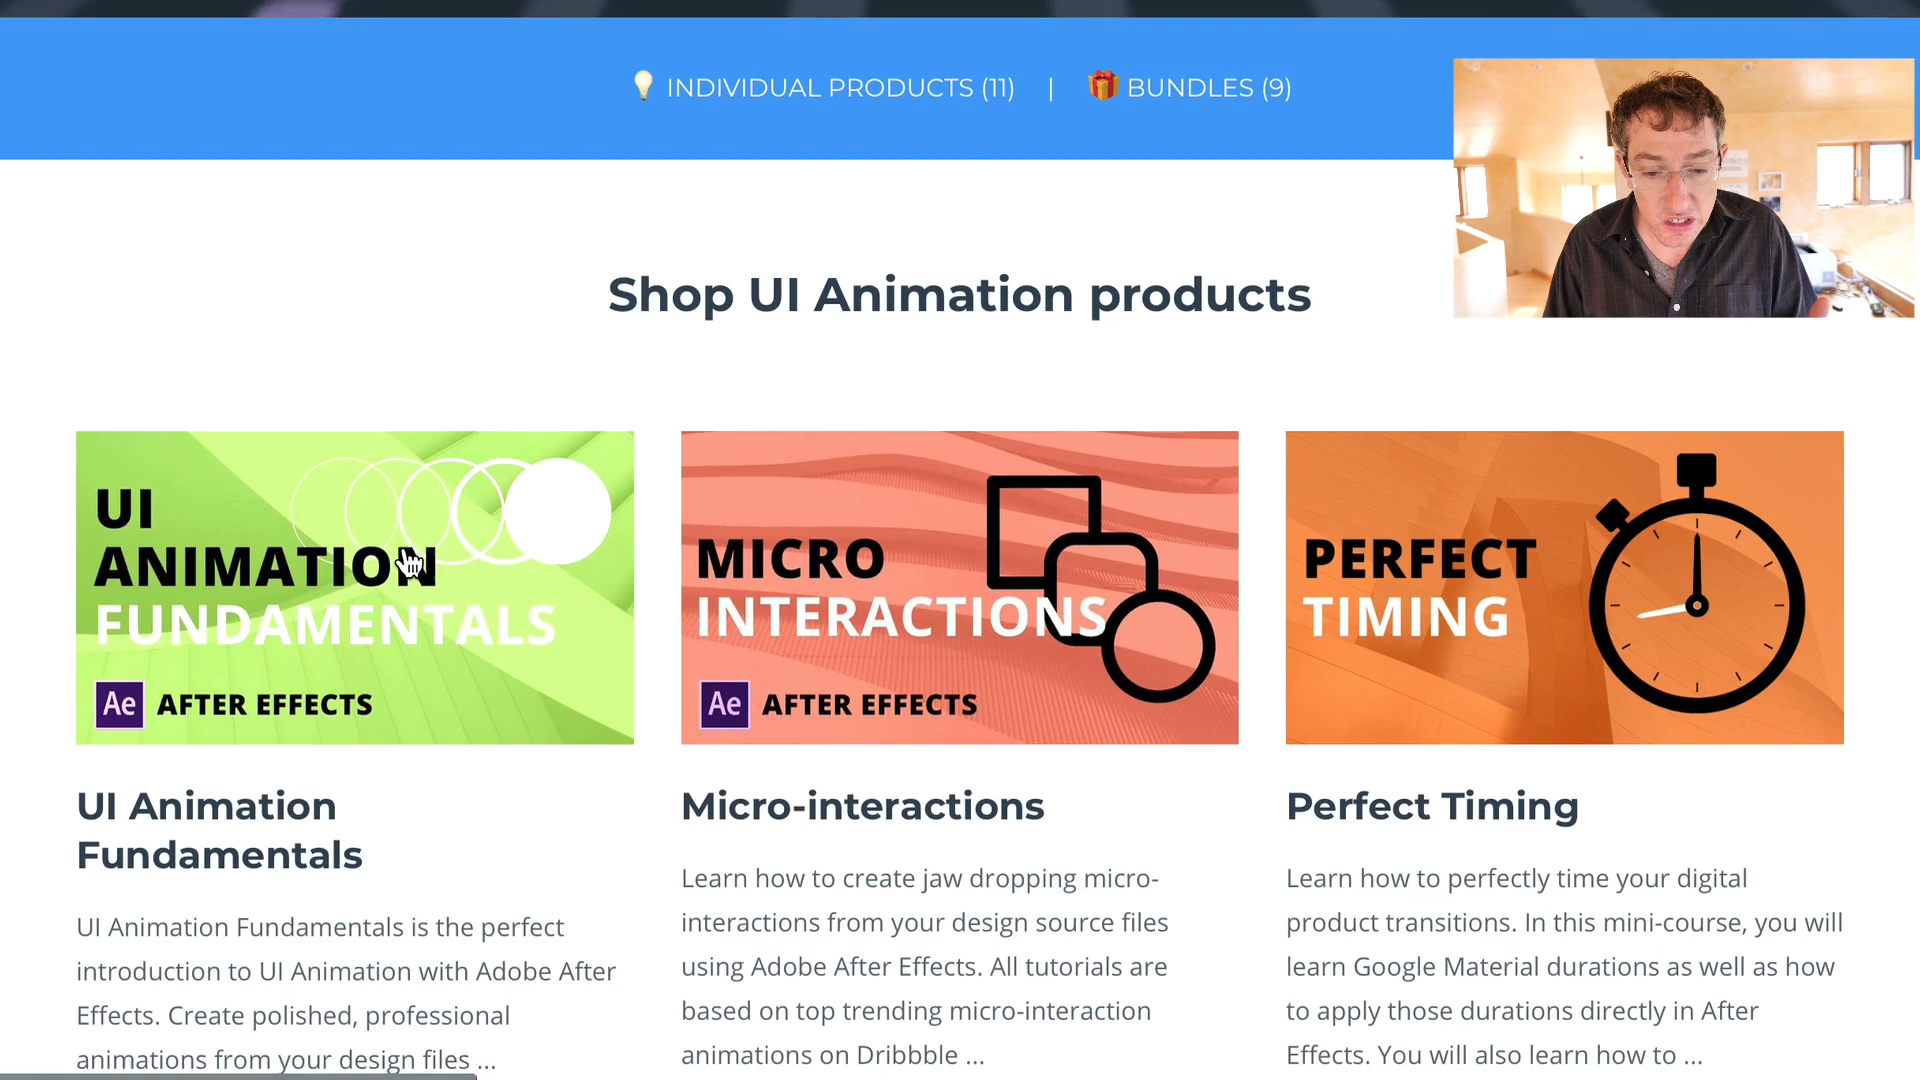 INDIVIDUAL PRODUCTS (11) | BUNDLES (9)
Shop UI Animation products
UI
ANIMATION
FUNDAMENTALS
Ae AFTER EFFECTS
MICRO
INTERACTIONS
Ae AFTER EFFECTS
PERFECT
TIMING
UI Animation
Fundamentals
UI Animation Fundamentals is the perfect
introduction to UI Animation with Adobe After
Effects. Create polished, professional
animations from your design files ...
Micro-interactions
Learn how to create jaw dropping micro-
interactions from your design source files
using Adobe After Effects. All tutorials are
based on top trending micro-interaction
animations on Dribbble ...
Perfect Timing
Learn how to perfectly time your digital
product transitions. In this mini-course, you will
learn Google Material durations as well as how
to apply those durations directly in After
Effects. You will also learn how to ...